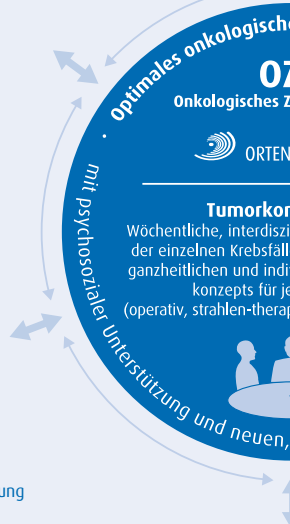 · Optimales onkologische
OZ
Onkologisches Z
ORTEN
Tumorkon
Wöchentliche, interdiszi
der einzelnen Krebsfäll
ganzheitlichen und indi
konzepts für je
(operativ, strahlen-therap
mit psychosozialer Unterstützung und neuen,
ung